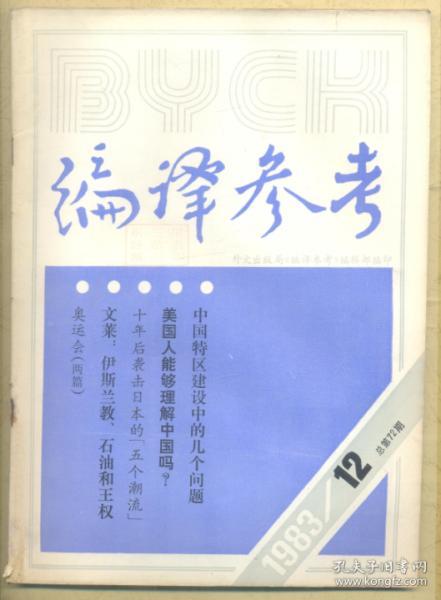 BYCK
编译参考
外文出版局《编译参考》编辑部编印
中国特区建设中的几个问题
美国人能够理解中国吗？
十年后袭击日本的「五个潮流」
文莱：伊斯兰教、石油和王权
奥运会(两篇)
1983/12
总第72期
孔夫子旧书网
www.kongfz.com